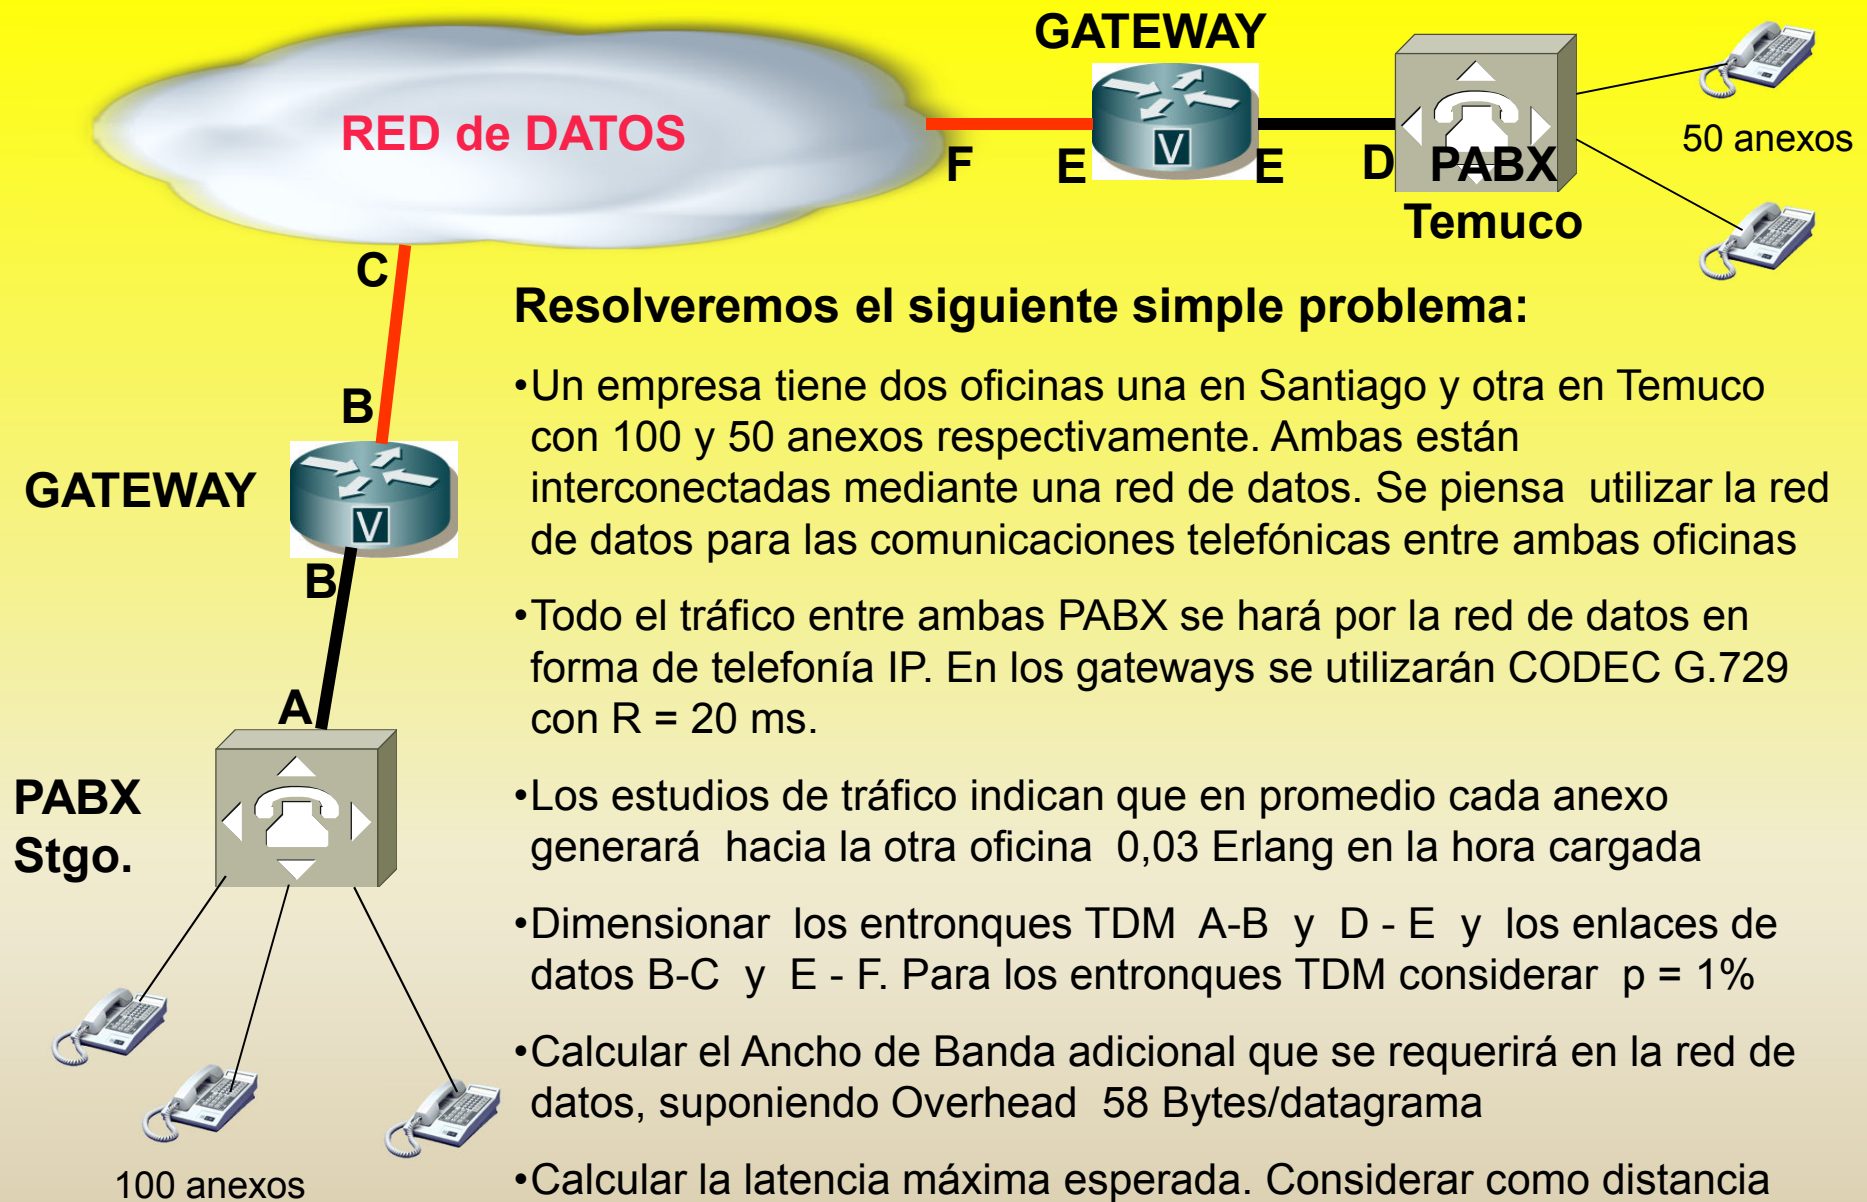 GATEWAY
RED de DATOS
V
F
E
E
D
PABX
Temuco
50 anexos
C
B
GATEWAY
V
B
A
PABX
Stgo.
100 anexos
Resolveremos el siguiente simple problema:
•Un empresa tiene dos oficinas una en Santiago y otra en Temuco
con 100 y 50 anexos respectivamente. Ambas están
interconectadas mediante una red de datos. Se piensa utilizar la red
de datos para las comunicaciones telefónicas entre ambas oficinas
•Todo el tráfico entre ambas PABX se hará por la red de datos en
forma de telefonía IP. En los gateways se utilizarán CODEC G.729
con R = 20 ms.
•Los estudios de tráfico indican que en promedio cada anexo
generará hacia la otra oficina 0,03 Erlang en la hora cargada
•Dimensionar los entronques TDM A-B y D - E y los enlaces de
datos B-C y E - F. Para los entronques TDM considerar p = 1%
•Calcular el Ancho de Banda adicional que se requerirá en la red de
datos, suponiendo Overhead 58 Bytes/datagrama
•Calcular la latencia máxima esperada. Considerar como distancia